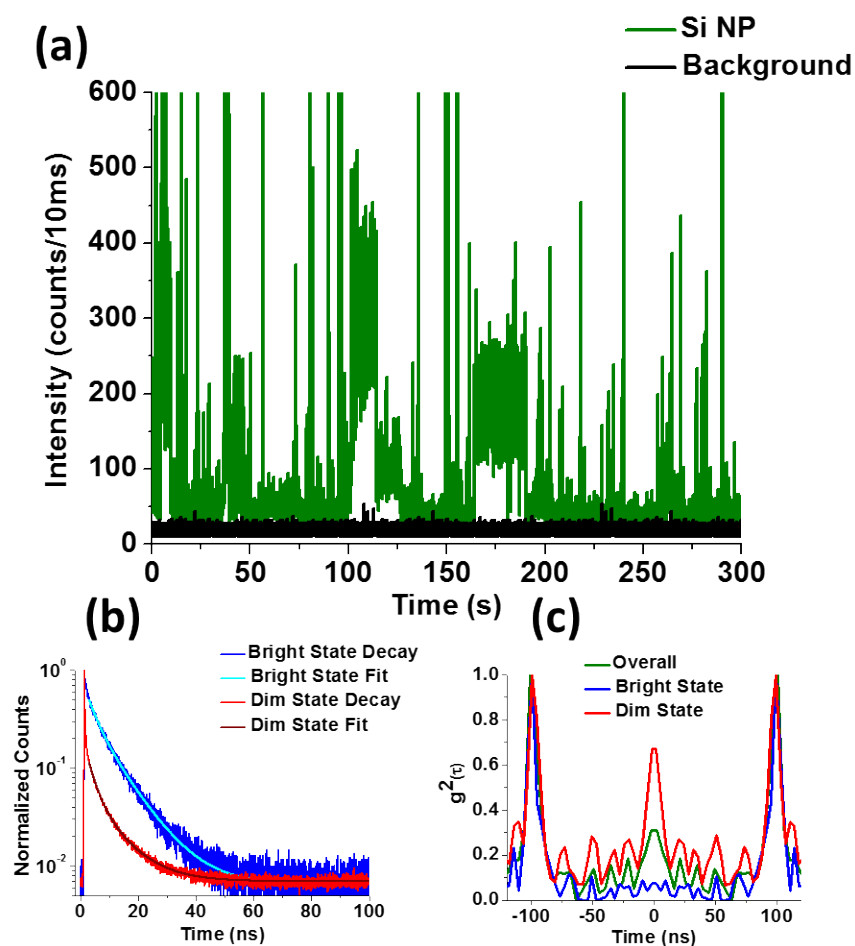 (a)
Si NP
Background
Intensity (counts/10ms)
600
500
400
300
200
100
0
0 50 100 150 200 250 300
Time (s)
(b)
Bright State Decay
Bright State Fit
Dim State Decay
Dim State Fit
Normalized Counts
10^0
10^-1
10^-2
0 20 40 60 80 100
Time (ns)
(c)
Overall
Bright State
Dim State
g^2(τ)
1.0
0.8
0.6
0.4
0.2
0.0
-100 -50 0 50 100
Time (ns)